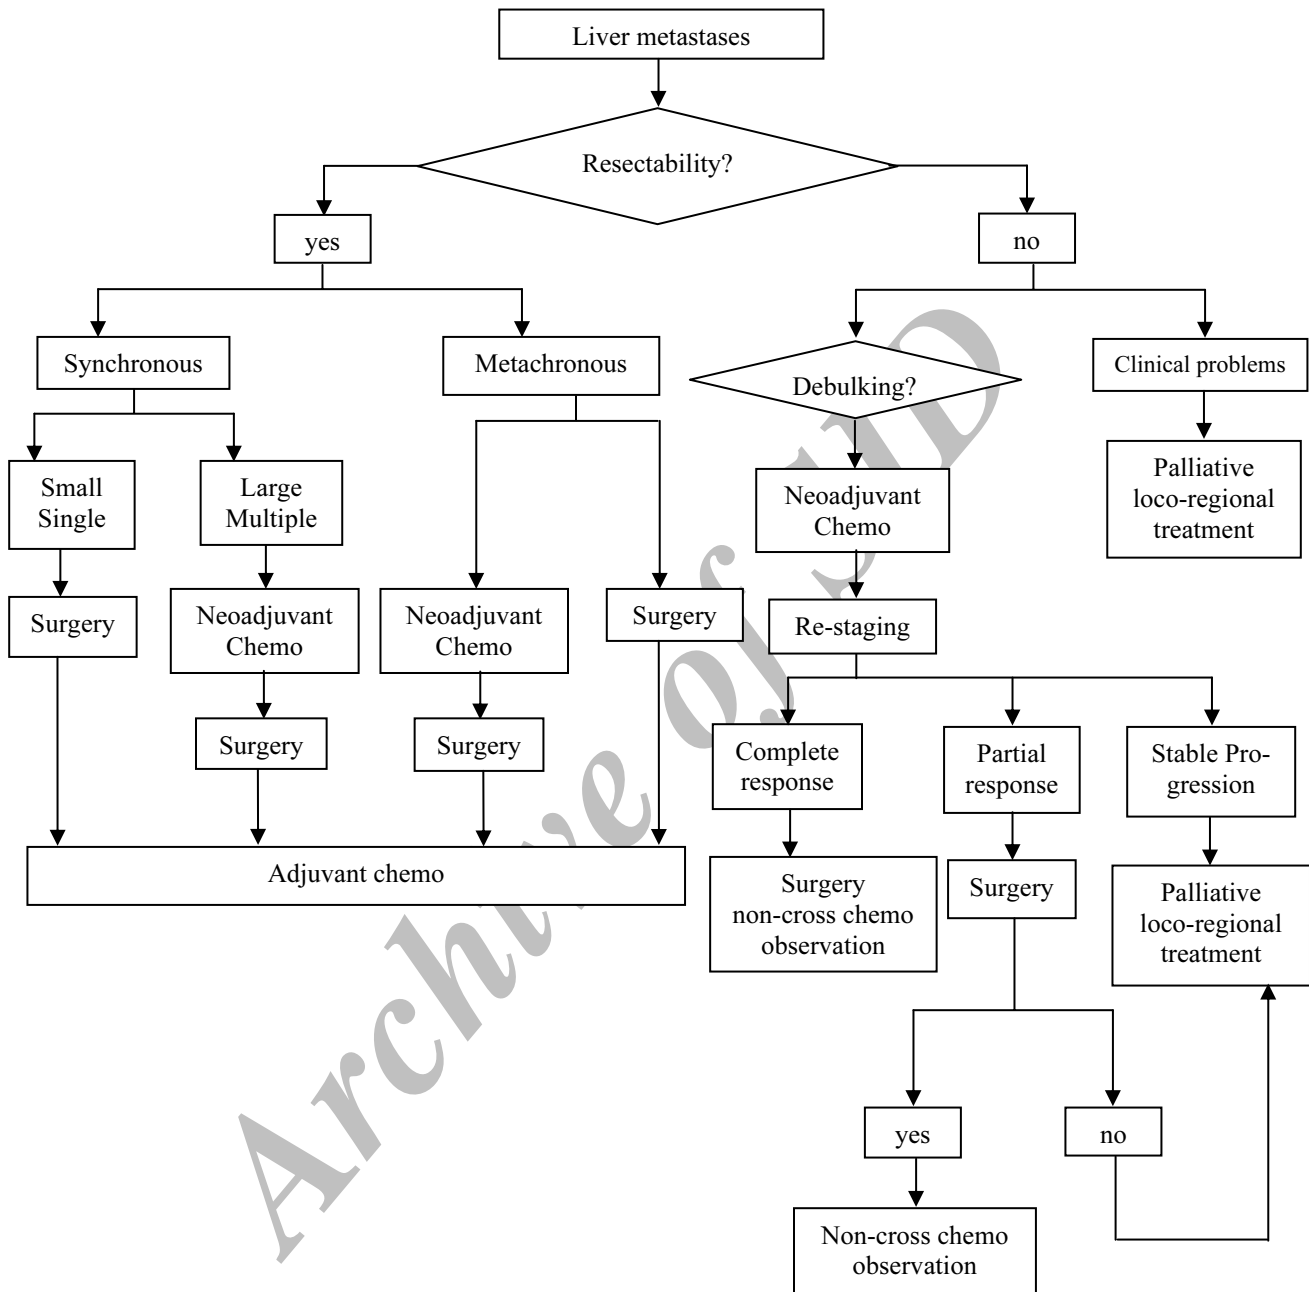 Liver metastases
Resectability?
yes
no
Synchronous
Metachronous
Debulking?
Clinical problems
Small
Single
Large
Multiple
Neoadjuvant
Chemo
Palliative
loco-regional
treatment
Surgery
Neoadjuvant
Chemo
Neoadjuvant
Chemo
Surgery
Re-staging
Surgery
Surgery
Complete
response
Partial
response
Stable Pro-
gression
Adjuvant chemo
Surgery
non-cross chemo
observation
Surgery
Palliative
loco-regional
treatment
yes
no
Non-cross chemo
observation
Archive of SID